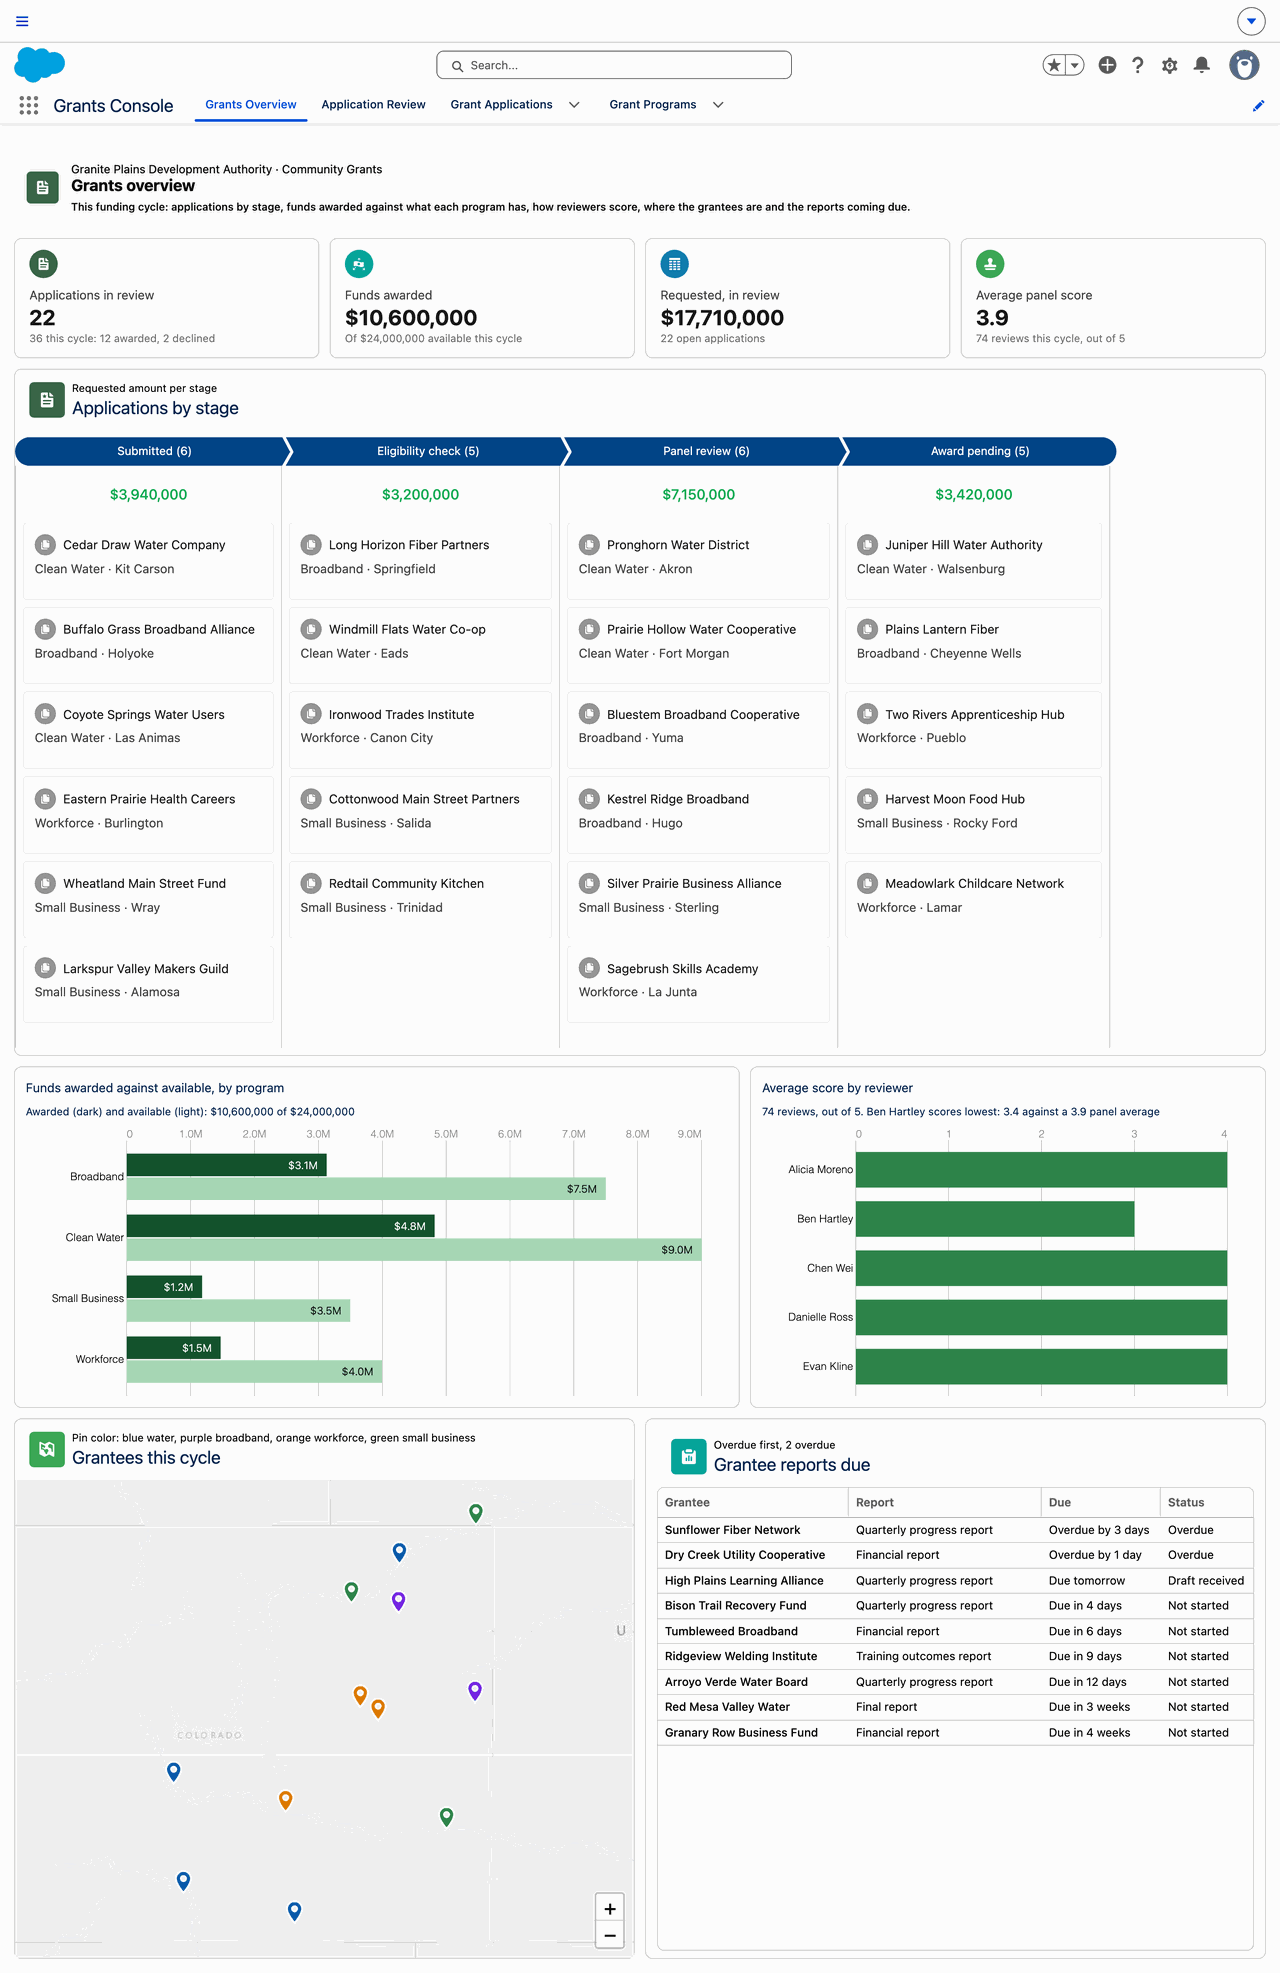 Search...
Grants Console
Grants Overview
Application Review
Grant Applications
Grant Programs
Granite Plains Development Authority · Community Grants
Grants overview
This funding cycle: applications by stage, funds awarded against what each program has, how reviewers score, where the grantees are and the reports coming due.
Applications in review
22
36 this cycle: 12 awarded, 2 declined
Funds awarded
$10,600,000
Of $24,000,000 available this cycle
Requested, in review
$17,710,000
22 open applications
Average panel score
3.9
74 reviews this cycle, out of 5
Requested amount per stage
Applications by stage
Submitted (6)
Eligibility check (5)
Panel review (6)
Award pending (5)
$3,940,000
$3,200,000
$7,150,000
$3,420,000
Cedar Draw Water Company
Clean Water · Kit Carson
Buffalo Grass Broadband Alliance
Broadband · Holyoke
Coyote Springs Water Users
Clean Water · Las Animas
Eastern Prairie Health Careers
Workforce · Burlington
Wheatland Main Street Fund
Small Business · Wray
Larkspur Valley Makers Guild
Small Business · Alamosa
Long Horizon Fiber Partners
Broadband · Springfield
Windmill Flats Water Co-op
Clean Water · Eads
Ironwood Trades Institute
Workforce · Canon City
Cottonwood Main Street Partners
Small Business · Salida
Redtail Community Kitchen
Small Business · Trinidad
Pronghorn Water District
Clean Water · Akron
Prairie Hollow Water Cooperative
Clean Water · Fort Morgan
Bluestem Broadband Cooperative
Broadband · Yuma
Kestrel Ridge Broadband
Broadband · Hugo
Silver Prairie Business Alliance
Small Business · Sterling
Sagebrush Skills Academy
Workforce · La Junta
Juniper Hill Water Authority
Clean Water · Walsenburg
Plains Lantern Fiber
Broadband · Cheyenne Wells
Two Rivers Apprenticeship Hub
Workforce · Pueblo
Harvest Moon Food Hub
Small Business · Rocky Ford
Meadowlark Childcare Network
Workforce · Lamar
Funds awarded against available, by program
Awarded (dark) and available (light): $10,600,000 of $24,000,000
0 1.0M 2.0M 3.0M 4.0M 5.0M 6.0M 7.0M 8.0M 9.0M
Broadband
$3.1M
$7.5M
Clean Water
$4.8M
$9.0M
Small Business
$1.2M
$3.5M
Workforce
$1.5M
$4.0M
Average score by reviewer
74 reviews, out of 5. Ben Hartley scores lowest: 3.4 against a 3.9 panel average
0 1 2 3 4
Alicia Moreno
Ben Hartley
Chen Wei
Danielle Ross
Evan Kline
Pin color: blue water, purple broadband, orange workforce, green small business
Grantees this cycle
U
COLORADO
+
−
Overdue first, 2 overdue
Grantee reports due
Grantee Report Due Status
Sunflower Fiber Network Quarterly progress report Overdue by 3 days Overdue
Dry Creek Utility Cooperative Financial report Overdue by 1 day Overdue
High Plains Learning Alliance Quarterly progress report Due tomorrow Draft received
Bison Trail Recovery Fund Quarterly progress report Due in 4 days Not started
Tumbleweed Broadband Financial report Due in 6 days Not started
Ridgeview Welding Institute Training outcomes report Due in 9 days Not started
Arroyo Verde Water Board Quarterly progress report Due in 12 days Not started
Red Mesa Valley Water Final report Due in 3 weeks Not started
Granary Row Business Fund Financial report Due in 4 weeks Not started